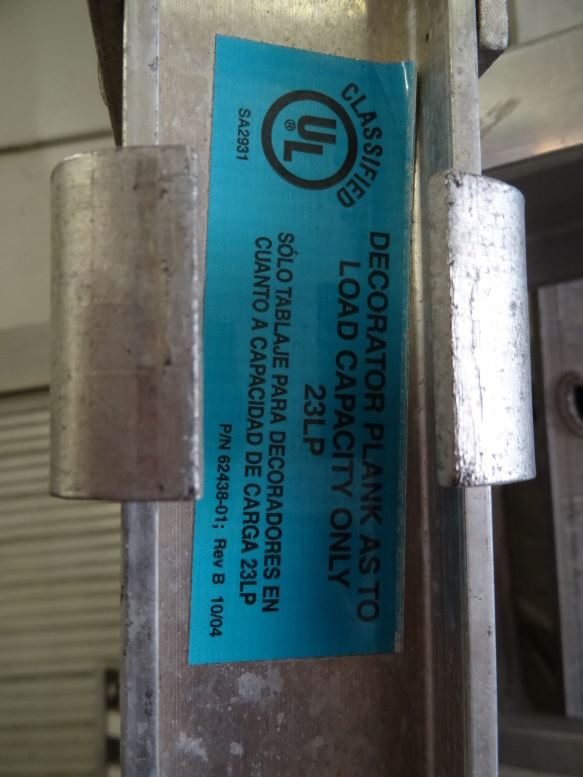 CLASSIFIED
UL®
SA2931
DECORATOR PLANK AS TO
LOAD CAPACITY ONLY
23LP
SÓLO TABLAJE PARA DECORADORES EN
CUANTO A CAPACIDAD DE CARGA 23LP
P/N 62438-01; Rev B 10/04